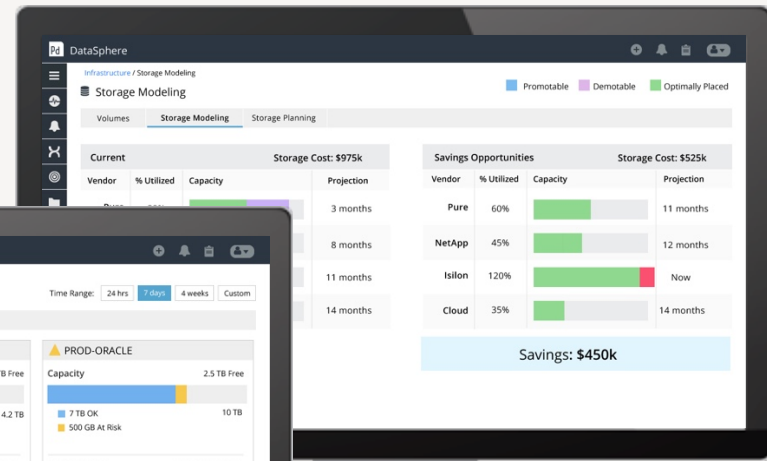 Pd DataSphere
Infrastructure / Storage Modeling
Storage Modeling
Promotable Demotable Optimally Placed
Volumes Storage Modeling Storage Planning
Current Storage Cost: $975k
Vendor % Utilized Capacity Projection
3 months
8 months
11 months
14 months
Savings Opportunities Storage Cost: $525k
Vendor % Utilized Capacity Projection
Pure 60% 11 months
NetApp 45% 12 months
Isilon 120% Now
Cloud 35% 14 months
Savings: $450k
Time Range: 24 hrs 7 days 4 weeks Custom
PROD-ORACLE
TB Free Capacity 2.5 TB Free
4.2 TB 7 TB OK 10 TB
500 GB At Risk